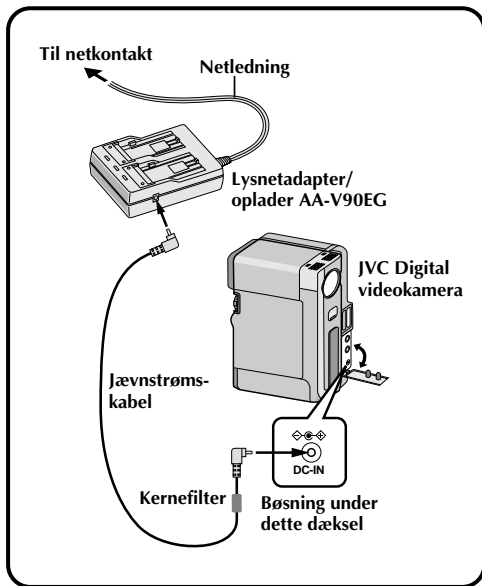 Til netkontakt
Netledning
Lysnetadapter/
oplader AA-V90EG
JVC Digital
videokamera
Jævnstrøms-
kabel
DC-IN
Kernefilter
Bøsning under
dette dæksel